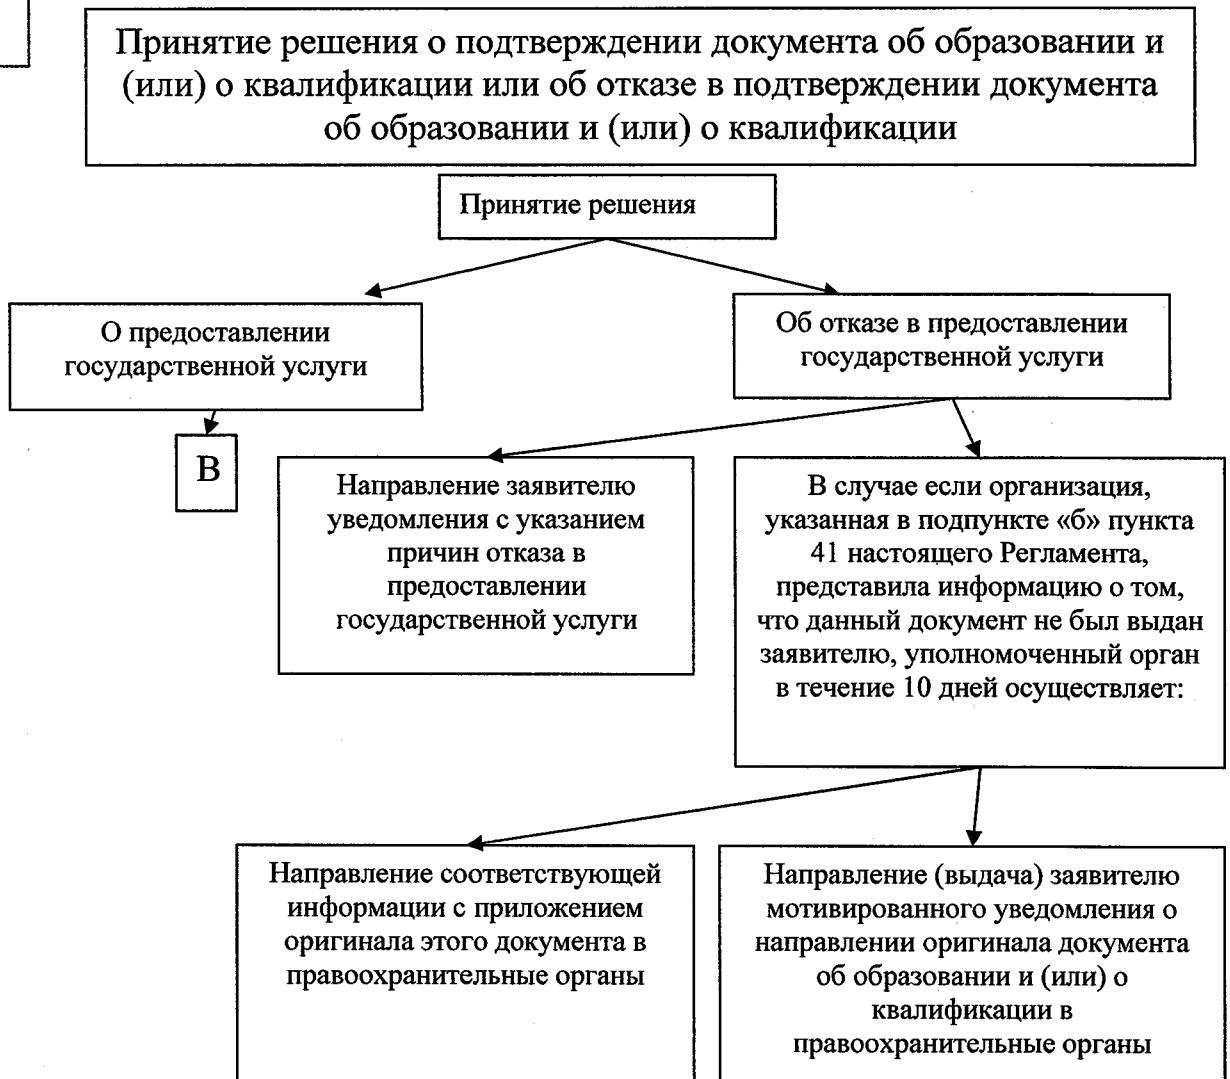 Принятие решения о подтверждении документа об образовании и
(или) о квалификации или об отказе в подтверждении документа
об образовании и (или) о квалификации
Принятие решения
О предоставлении
государственной услуги
Об отказе в предоставлении
государственной услуги
В
Направление заявителю
уведомления с указанием
причин отказа в
предоставлении
государственной услуги
В случае если организация,
указанная в подпункте «б» пункта
41 настоящего Регламента,
представила информацию о том,
что данный документ не был выдан
заявителю, уполномоченный орган
в течение 10 дней осуществляет:
Направление соответствующей
информации с приложением
оригинала этого документа в
правоохранительные органы
Направление (выдача) заявителю
мотивированного уведомления о
направлении оригинала документа
об образовании и (или) о
квалификации в
правоохранительные органы